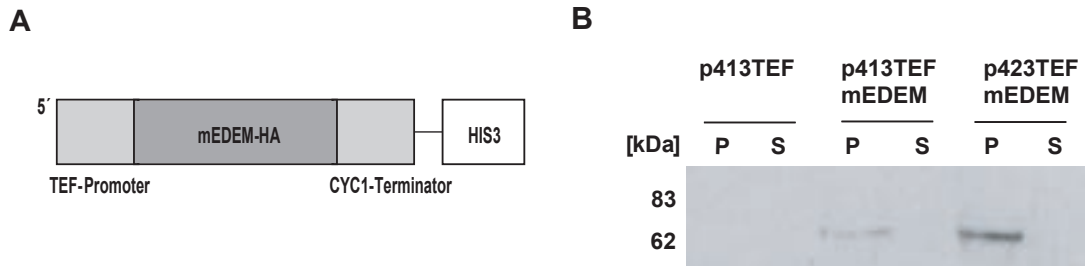 A
5´
mEDEM-HA
HIS3
TEF-Promoter
CYC1-Terminator
B
p413TEF
p413TEF
mEDEM
p423TEF
mEDEM
[kDa] P S P S P S
83
62